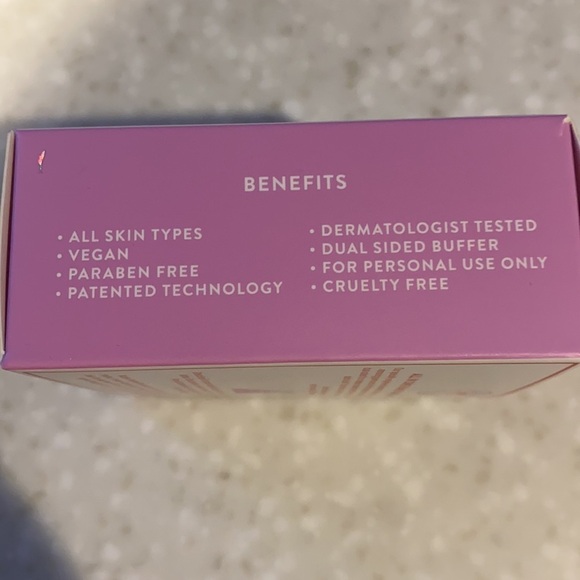 BENEFITS
• ALL SKIN TYPES
• VEGAN
• PARABEN FREE
• PATENTED TECHNOLOGY
• DERMATOLOGIST TESTED
• DUAL SIDED BUFFER
• FOR PERSONAL USE ONLY
• CRUELTY FREE